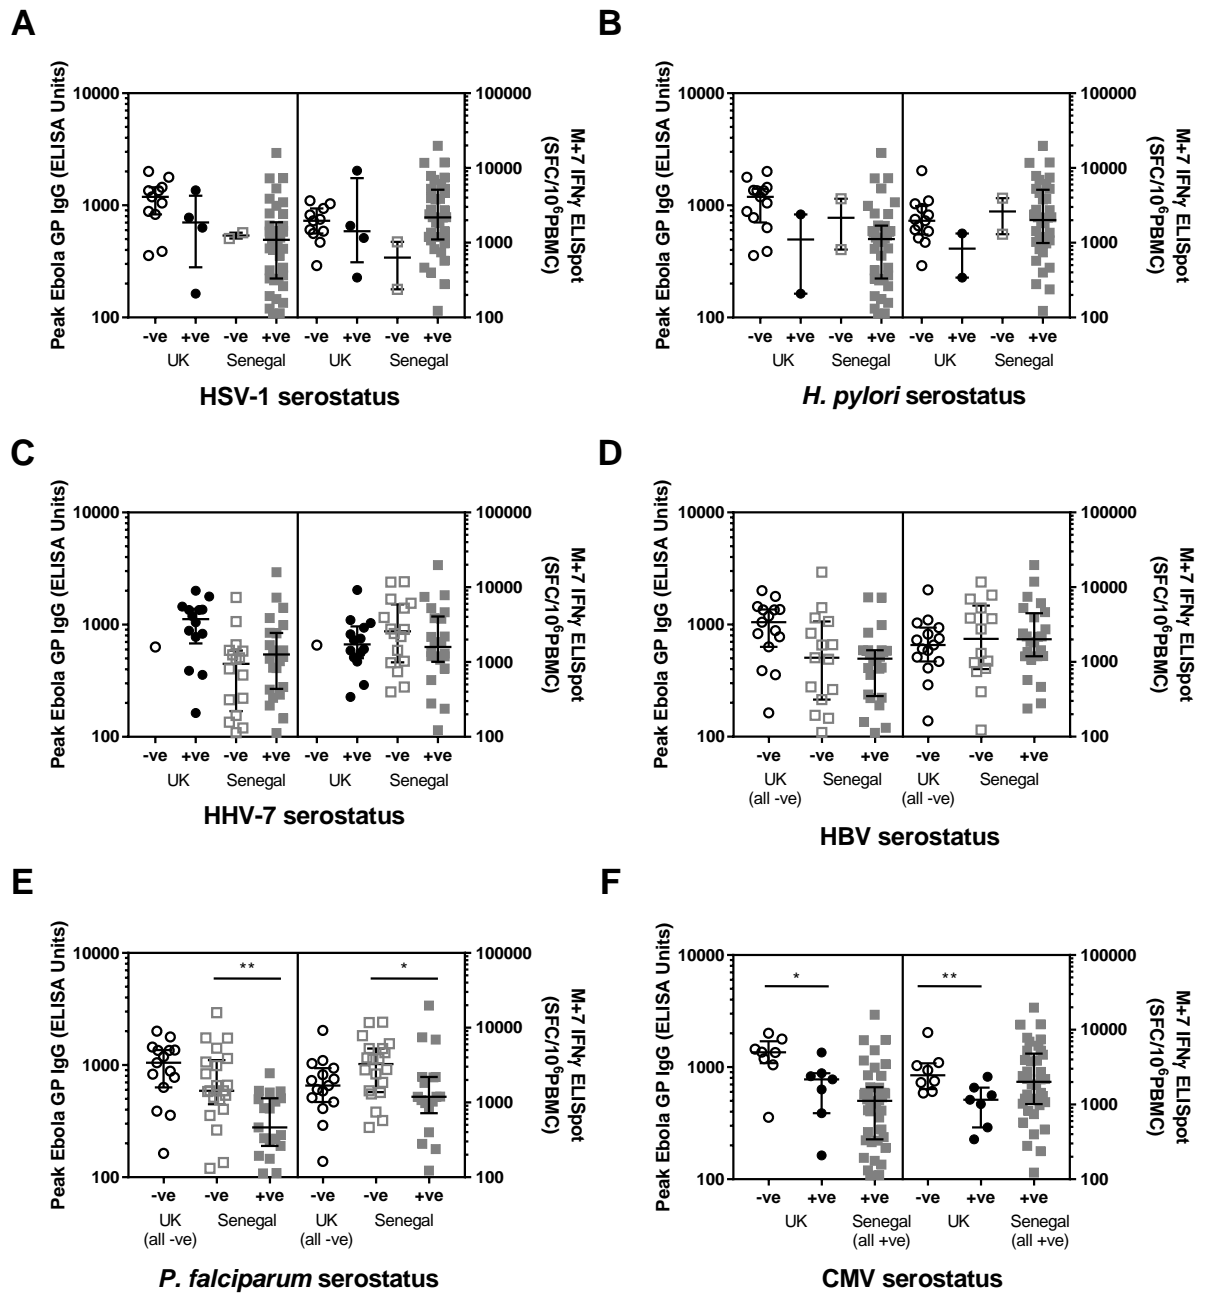 A
Peak Ebola GP IgG (ELISA Units)
10000
1000
100
100000
10000
1000
100
M+7 IFNγ ELISpot
(SFC/10⁶PBMC)
-ve +ve -ve +ve -ve +ve -ve +ve
UK Senegal UK Senegal
HSV-1 serostatus
B
Peak Ebola GP IgG (ELISA Units)
10000
1000
100
100000
10000
1000
100
M+7 IFNγ ELISpot
(SFC/10⁶PBMC)
-ve +ve -ve +ve -ve +ve -ve +ve
UK Senegal UK Senegal
H. pylori serostatus
C
Peak Ebola GP IgG (ELISA Units)
10000
1000
100
100000
10000
1000
100
M+7 IFNγ ELISpot
(SFC/10⁶PBMC)
-ve +ve -ve +ve -ve +ve -ve +ve
UK Senegal UK Senegal
HHV-7 serostatus
D
Peak Ebola GP IgG (ELISA Units)
10000
1000
100
100000
10000
1000
100
M+7 IFNγ ELISpot
(SFC/10⁶PBMC)
-ve -ve +ve -ve -ve +ve
UK Senegal UK Senegal
(all -ve) (all -ve)
HBV serostatus
E
Peak Ebola GP IgG (ELISA Units)
10000
1000
100
** *
100000
10000
1000
100
M+7 IFNγ ELISpot
(SFC/10⁶PBMC)
-ve -ve +ve -ve -ve +ve
UK Senegal UK Senegal
(all -ve) (all -ve)
P. falciparum serostatus
F
Peak Ebola GP IgG (ELISA Units)
10000
1000
100
* **
100000
10000
1000
100
M+7 IFNγ ELISpot
(SFC/10⁶PBMC)
-ve +ve +ve -ve +ve +ve
UK Senegal UK Senegal
(all +ve) (all +ve)
CMV serostatus